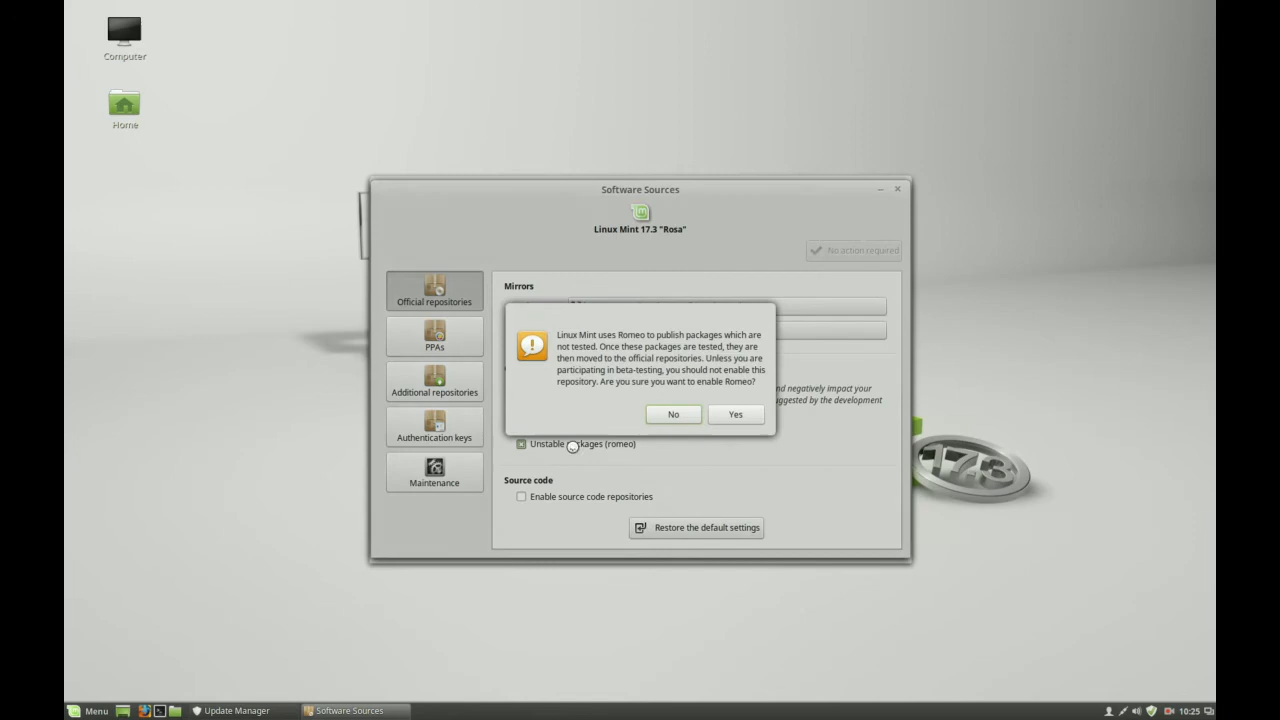 Computer
Home
Software Sources
Linux Mint 17.3 "Rosa"
No action required
Official repositories
PPAs
Additional repositories
Authentication keys
Maintenance
Mirrors
Linux Mint uses Romeo to publish packages which are
not tested. Once these packages are tested, they are
then moved to the official repositories. Unless you are
participating in beta-testing, you should not enable this
repository. Are you sure you want to enable Romeo?
No
Yes
nd negatively impact your
uggested by the development
Unstable packages (romeo)
Source code
Enable source code repositories
Restore the default settings
17.3
Menu
Update Manager
Software Sources
10:25